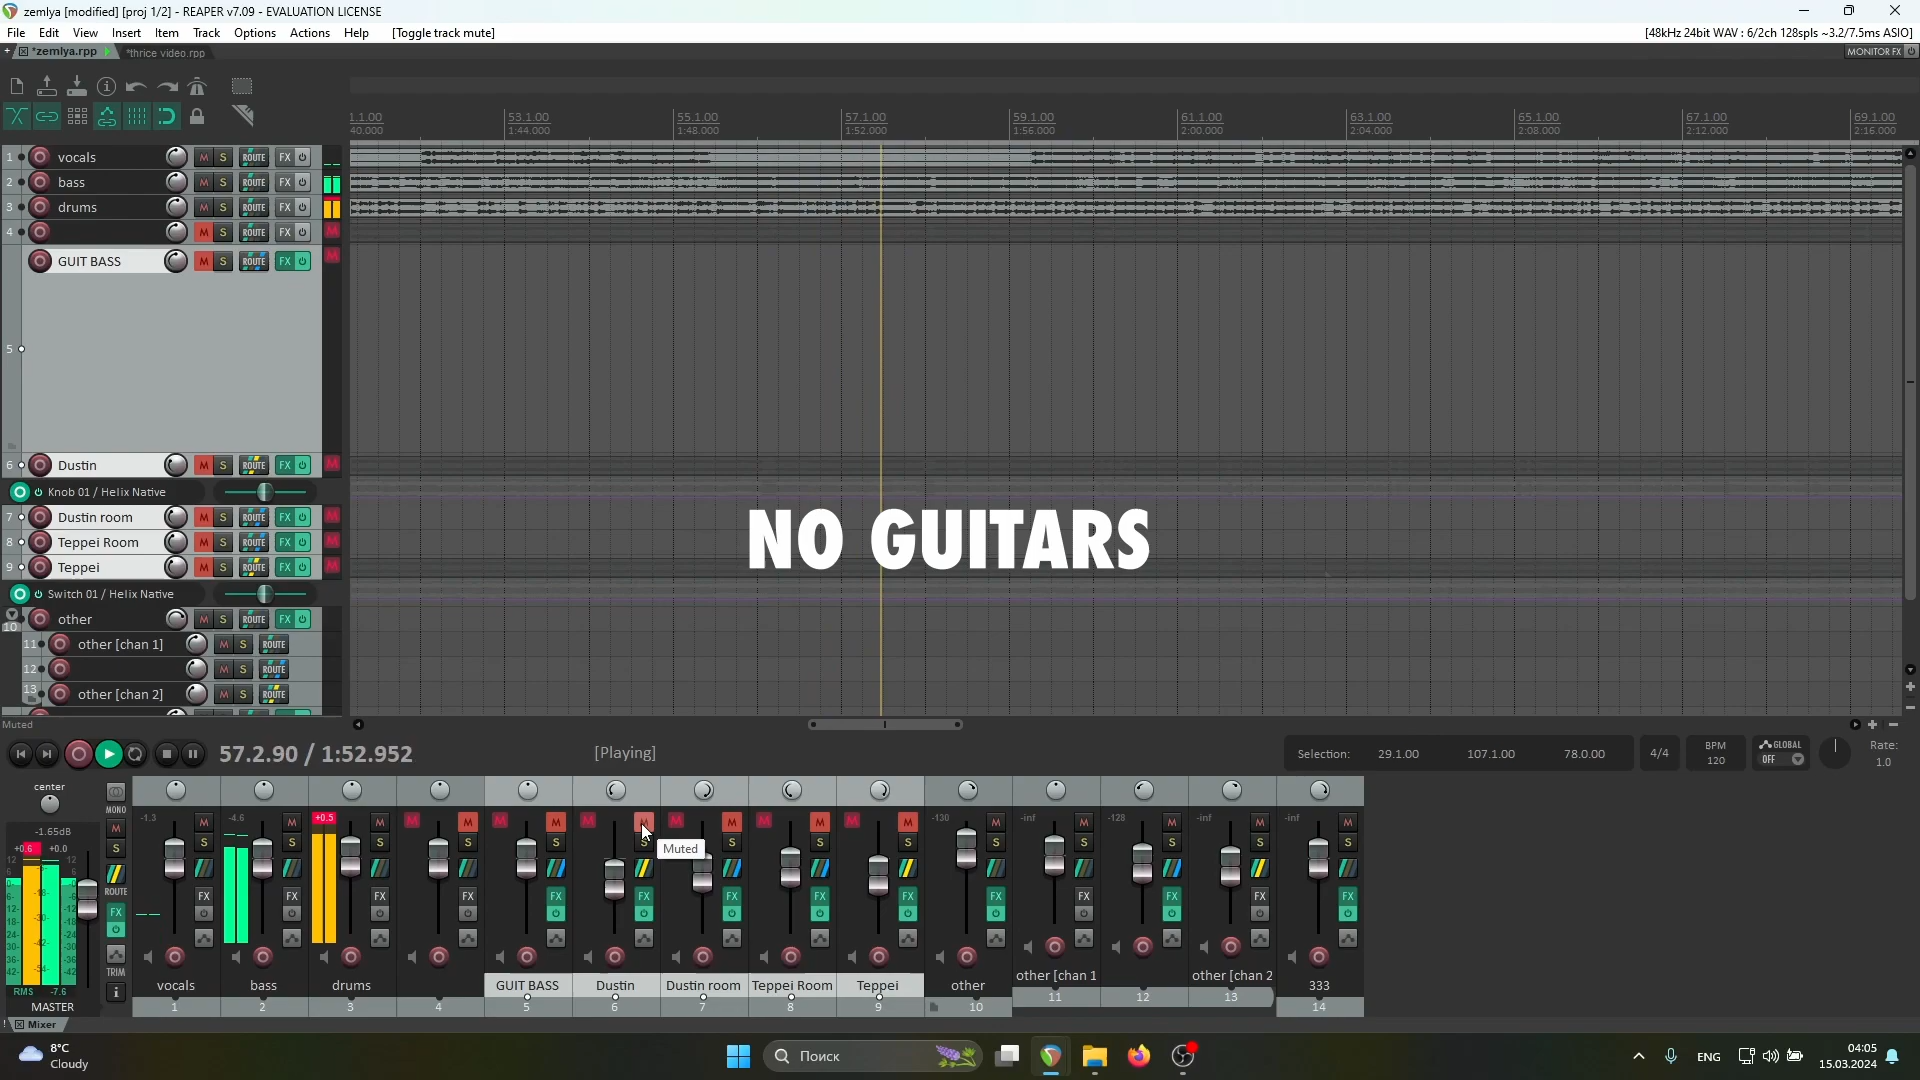 zemlya [modified] [proj 1/2] - REAPER v7.09 - EVALUATION LICENSE
File Edit View Insert Item Track Options Actions Help [Toggle track mute]
[48kHz 24bit WAV : 6/2ch 128spls ~3.2/7.5ms ASIO]
*zemlya.rpp
*thrice video.rpp
MONITOR FX
1.1.00 53.1.00 55.1.00 57.1.00 59.1.00 61.1.00 63.1.00 65.1.00 67.1.00 69.1.00
40.000 1:44.000 1:48.000 1:52.000 1:56.000 2:00.000 2:04.000 2:08.000 2:12.000 2:16.000
1 vocals M S ROUTE FX
2 bass M S ROUTE FX
3 drums M S ROUTE FX
4 M S ROUTE FX M
GUIT BASS M S ROUTE FX M
5
6 Dustin M S ROUTE FX M
Knob 01 / Helix Native
7 Dustin room M S ROUTE FX M
NO GUITARS
8 Teppei Room M S ROUTE FX M
9 Teppei M S ROUTE FX M
Switch 01 / Helix Native
10 other M S ROUTE FX
11 other [chan 1] M S ROUTE
12 M S ROUTE
13 other [chan 2] M S ROUTE
Muted
57.2.90 / 1:52.952
[Playing]
Selection: 29.1.00 107.1.00 78.0.00
4/4
BPM
120
GLOBAL
OFF
Rate:
1.0
center
MONO
-1.65dB
+0.6 +0.0
M
S
ROUTE
FX
TRIM
RMS -7.6
MASTER
-1.3 -4.6 +0.5 -130 -inf -128 -inf -inf
Muted
vocals bass drums GUIT BASS Dustin Dustin room Teppei Room Teppei other other [chan 1 other [chan 2 333
1 2 3 4 5 6 7 8 9 10 11 12 13 14
Mixer
8°C
Cloudy
Поиск
ENG
04:05
15.03.2024